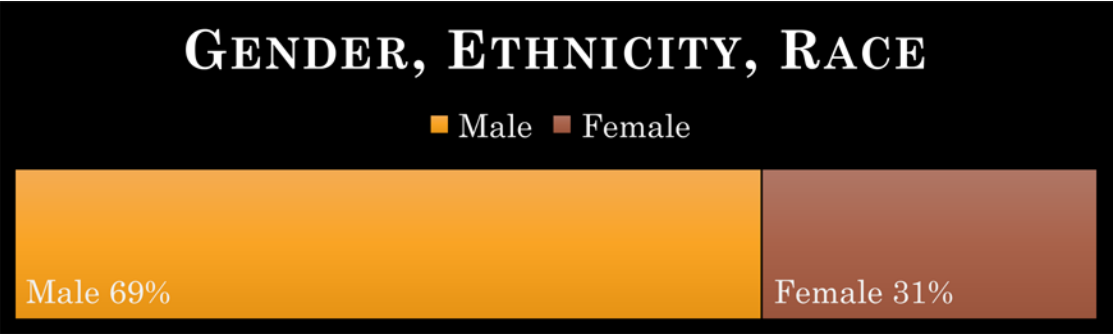 GENDER, ETHNICITY, RACE
Male Female
Male 69% Female 31%